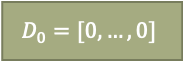 D₀ = [0, ..., 0]